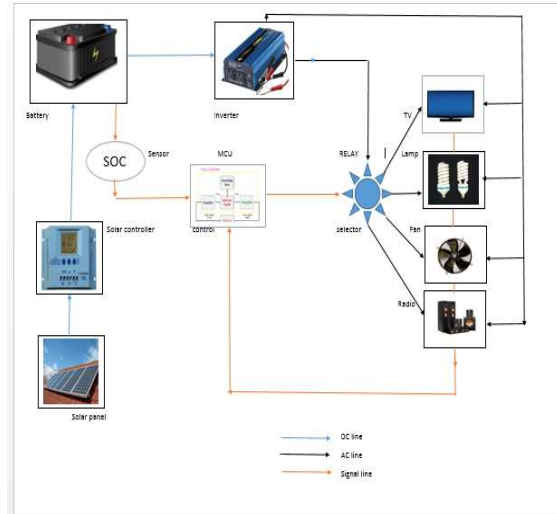 Battery
Inverter
TV
SOC
Sensor
MCU
RELAY
Lamp
Solar controller
control
selector
Fan
Radio
Solar panel
DC line
AC line
Signal line